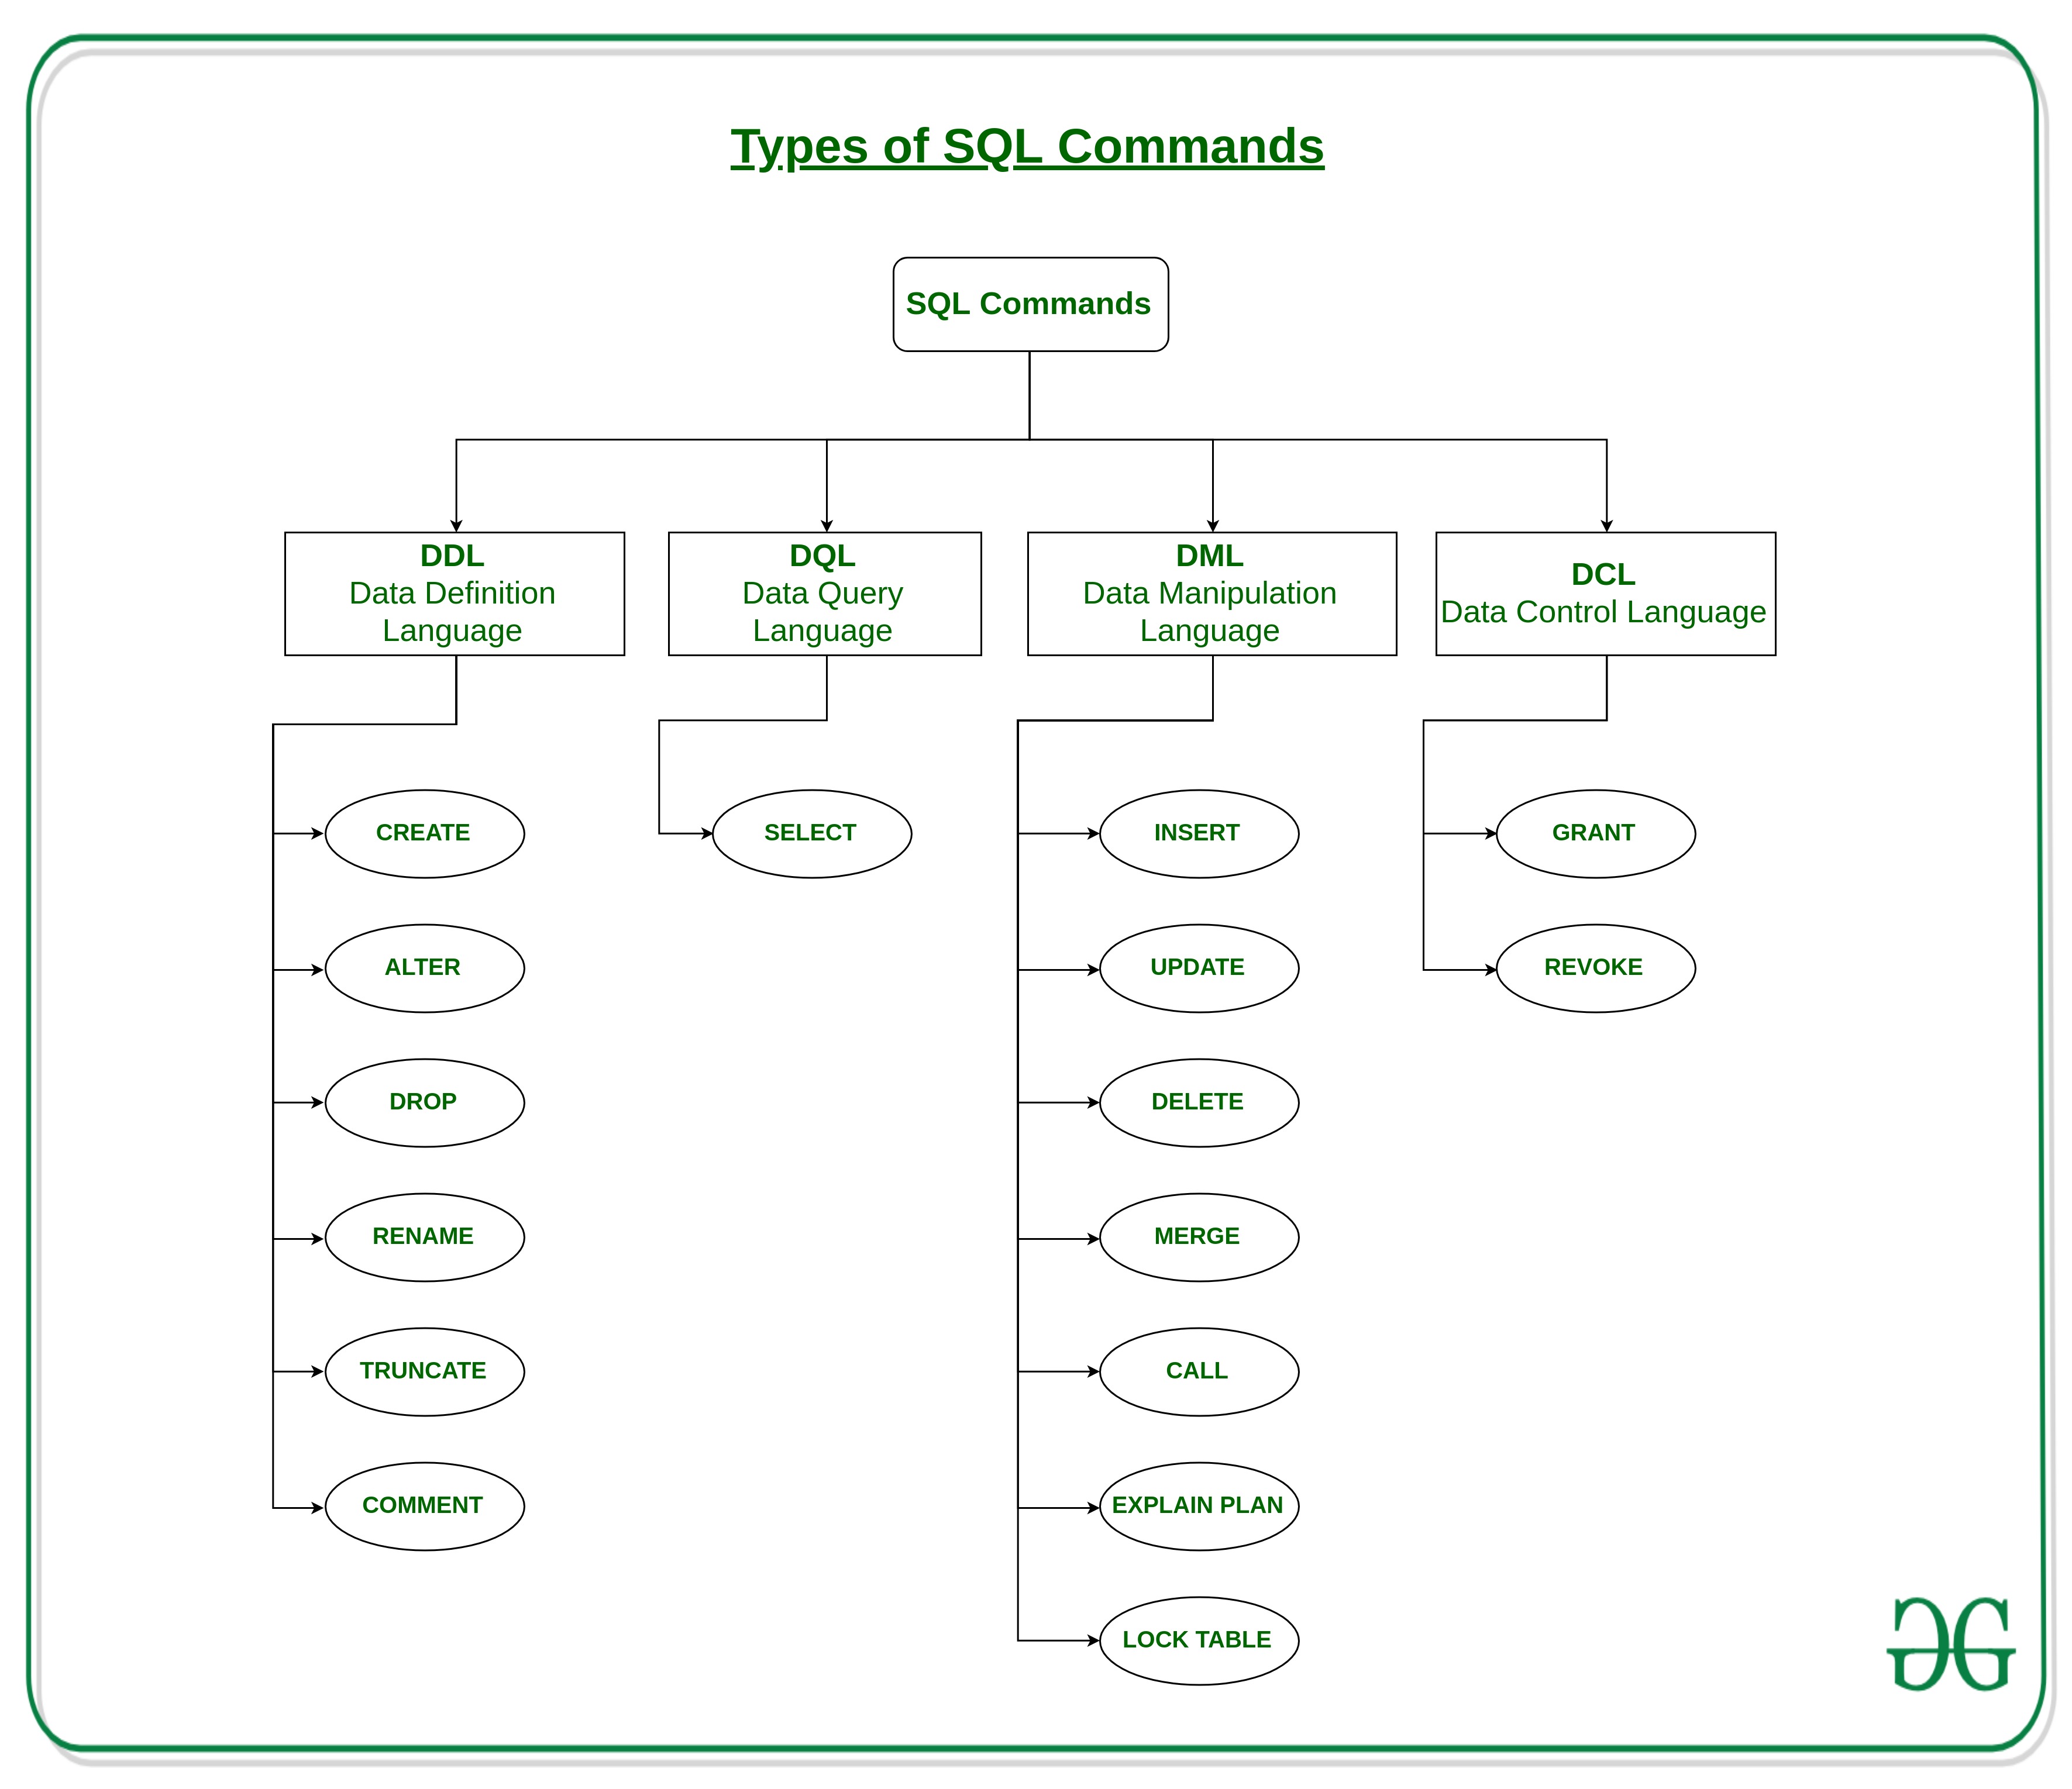 Types of SQL Commands
SQL Commands
DDL
Data Definition
Language
DQL
Data Query
Language
DML
Data Manipulation
Language
DCL
Data Control Language
CREATE
ALTER
DROP
RENAME
TRUNCATE
COMMENT
SELECT
INSERT
UPDATE
DELETE
MERGE
CALL
EXPLAIN PLAN
LOCK TABLE
GRANT
REVOKE